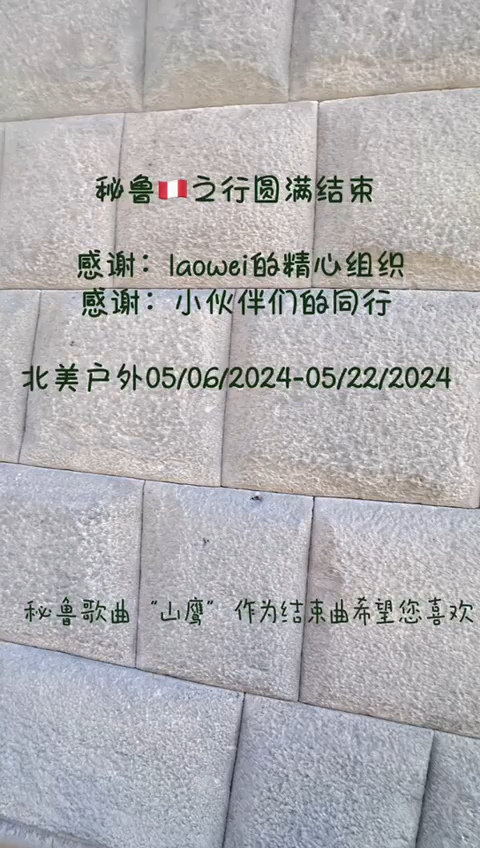 秘鲁🇵🇪之行圆满结束
感谢：laowei的精心组织
感谢：小伙伴们的同行
北美户外05/06/2024-05/22/2024
秘鲁歌曲“山鹰”作为结束曲希望您喜欢